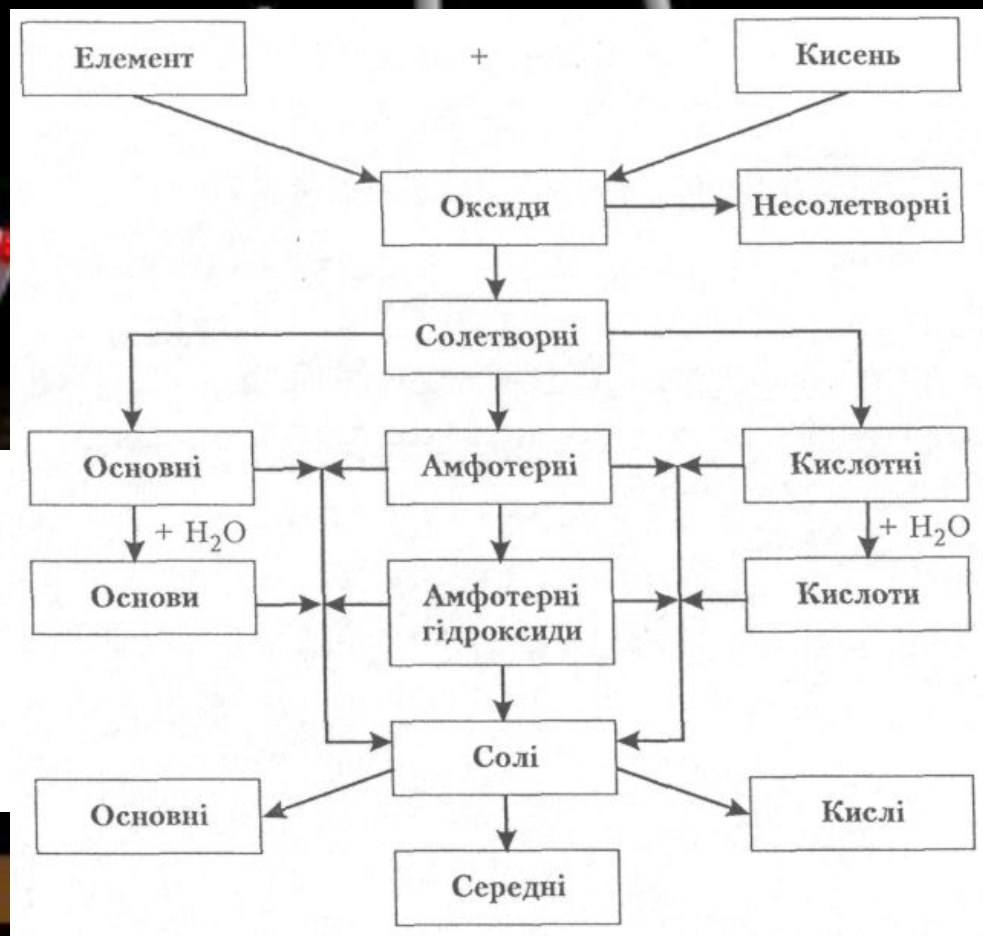 Елемент + Кисень
Оксиди Несолетворні
Солетворні
Основні Амфотерні Кислотні
+ H₂O + H₂O
Основи Амфотерні гідроксиди Кислоти
Солі
Основні Кислі
Середні